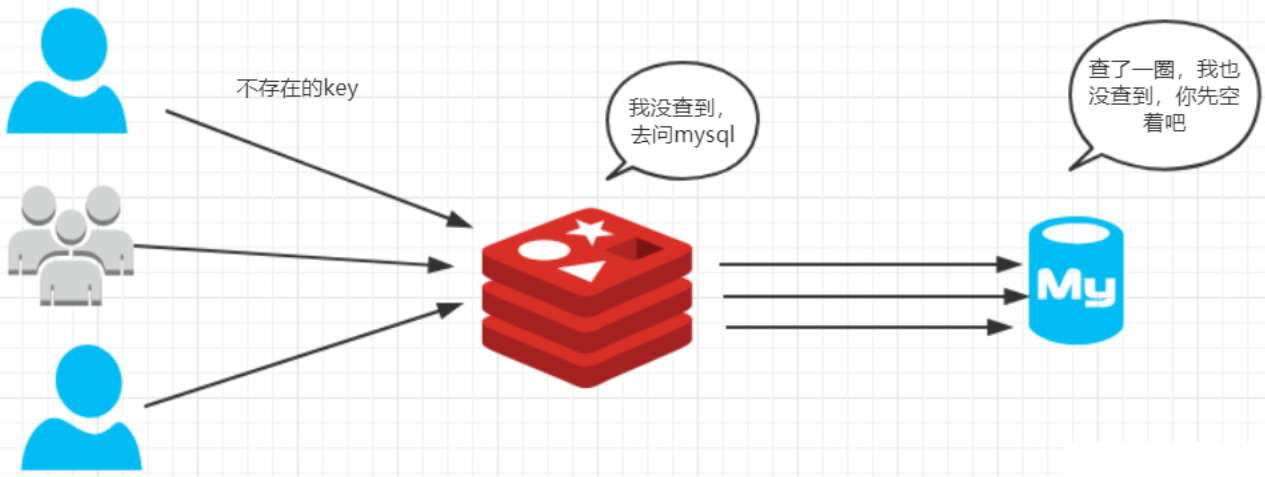 不存在的key
我没查到，
去问mysql
查了一圈，我也
没查到，你先空
着吧
My